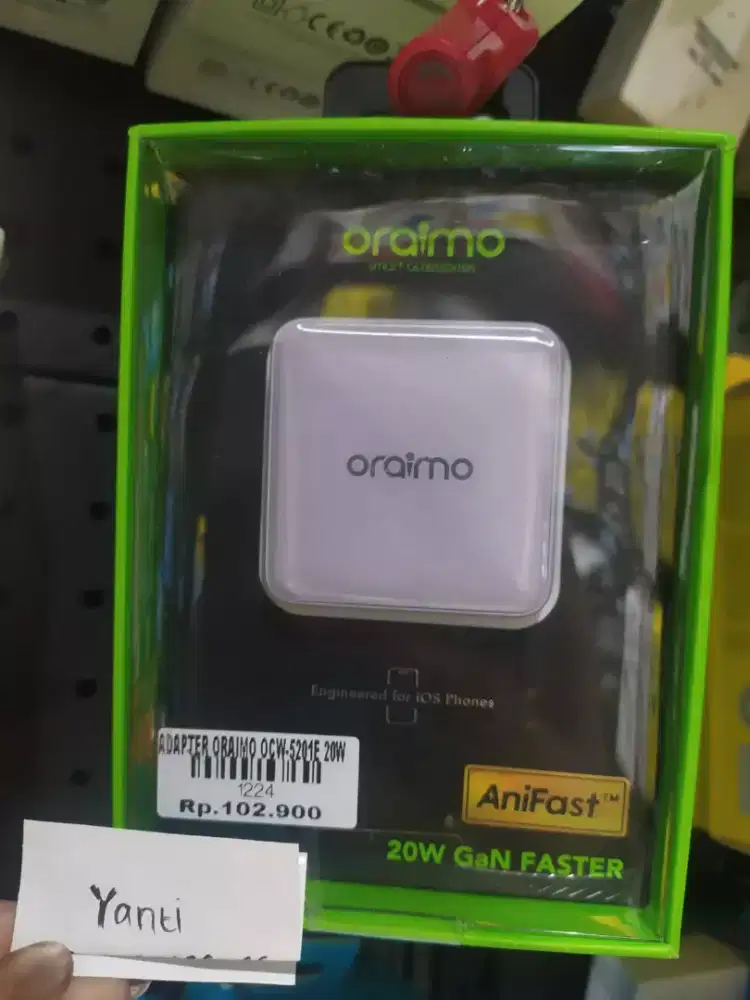 oraimo
smart accessories
oraimo
Engineered for iOS Phones
ADAPTER ORAIMO OCW-5201E 20W
1224
Rp.102.900
AniFast™
20W GaN FASTER
Yanti